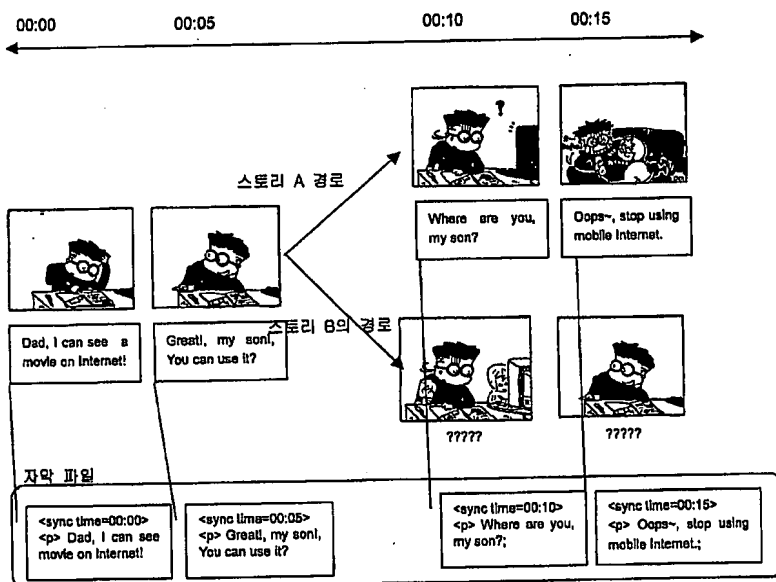 00:00 00:05 00:10 00:15
스토리 A 경로
Where are you,
my son?
Oops~, stop using
mobile Internet.
Dad, I can see a
movie on Internet!
Great!, my son!,
You can use it?
스토리 B의 경로
?????
?????
자막 파일
<sync time=00:00>
<p> Dad, I can see
movie on Internet!
<sync time=00:05>
<p> Great!, my son!,
You can use it?
<sync time=00:10>
<p> Where are you,
my son?;
<sync time=00:15>
<p> Oops~, stop using
mobile Internet.;
?